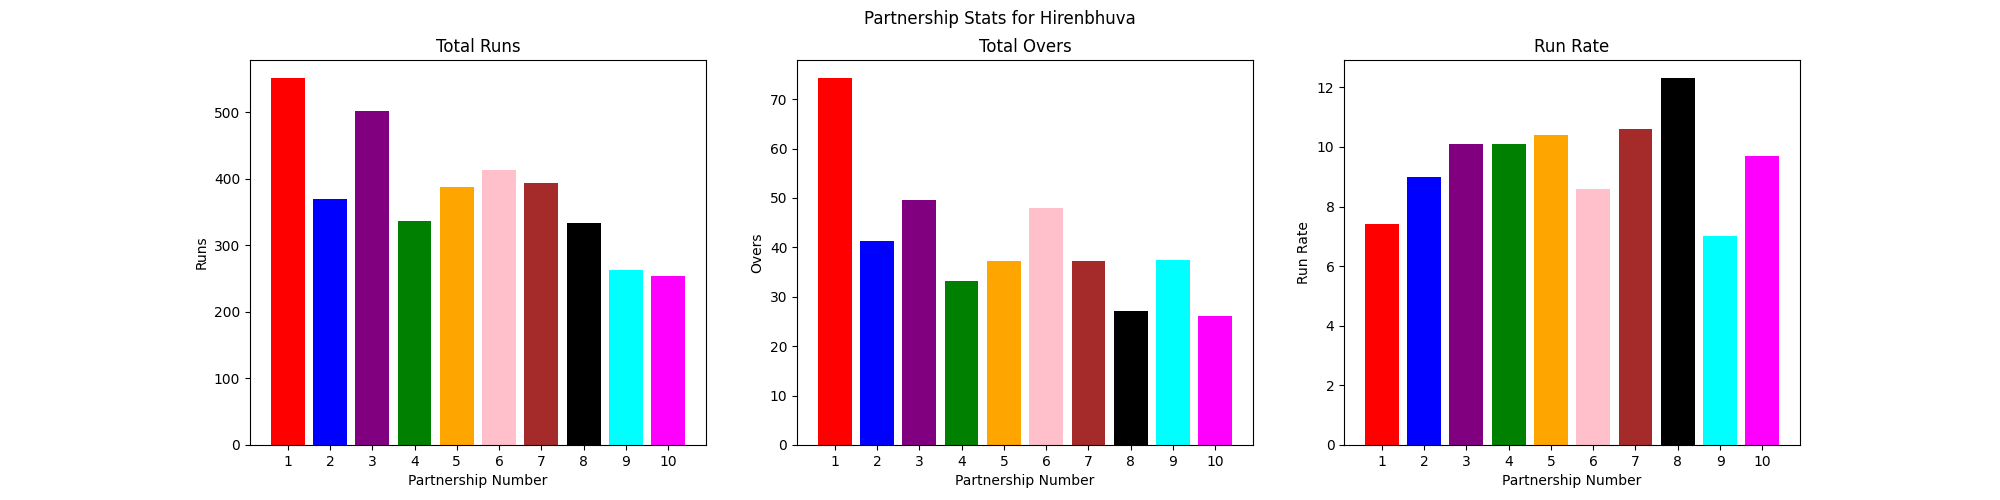 Partnership Stats for Hirenbhuva
Total Runs
Runs
500
400
300
200
100
0
1 2 3 4 5 6 7 8 9 10
Partnership Number
Total Overs
Overs
70
60
50
40
30
20
10
0
1 2 3 4 5 6 7 8 9 10
Partnership Number
Run Rate
Run Rate
12
10
8
6
4
2
0
1 2 3 4 5 6 7 8 9 10
Partnership Number